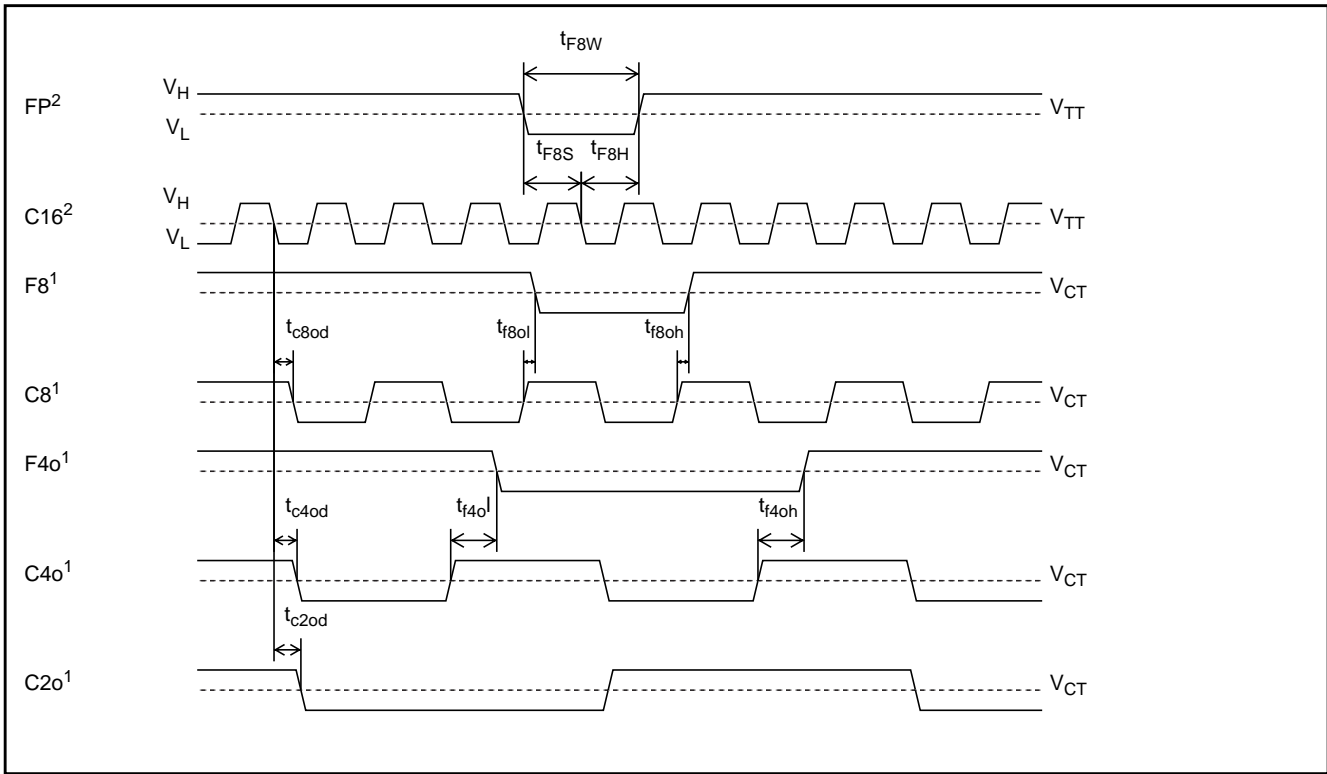 tF8W
VH
FP²
VTT
VL
tF8S
tF8H
VH
C16²
VTT
VL
F8¹
VCT
tc8od
tf8ol
tf8oh
C8¹
VCT
F4o¹
VCT
tc4od
tf4ol
tf4oh
C4o¹
VCT
tc2od
C2o¹
VCT